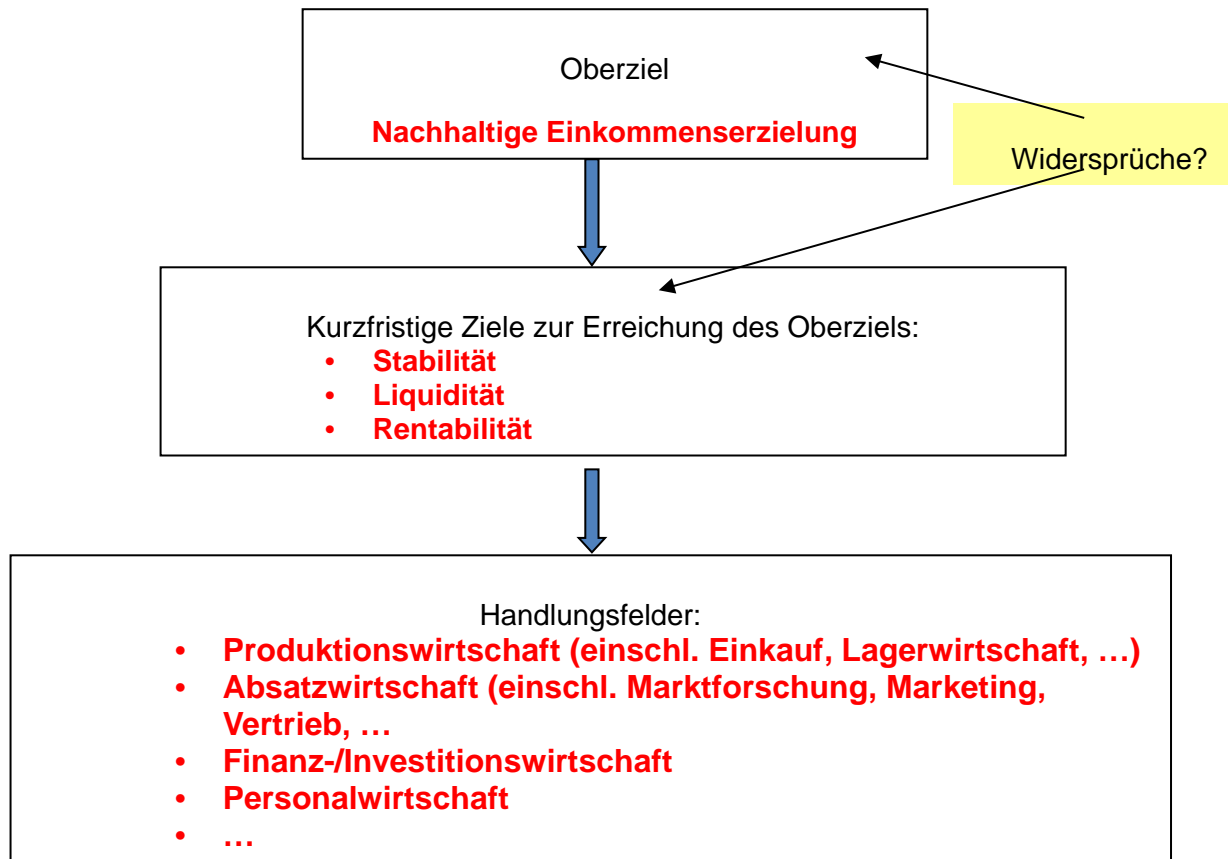 Oberziel
Nachhaltige Einkommenserzielung
Widersprüche?
Kurzfristige Ziele zur Erreichung des Oberziels:
• Stabilität
• Liquidität
• Rentabilität
Handlungsfelder:
• Produktionswirtschaft (einschl. Einkauf, Lagerwirtschaft, …)
• Absatzwirtschaft (einschl. Marktforschung, Marketing,
Vertrieb, …
• Finanz-/Investitionswirtschaft
• Personalwirtschaft
• …